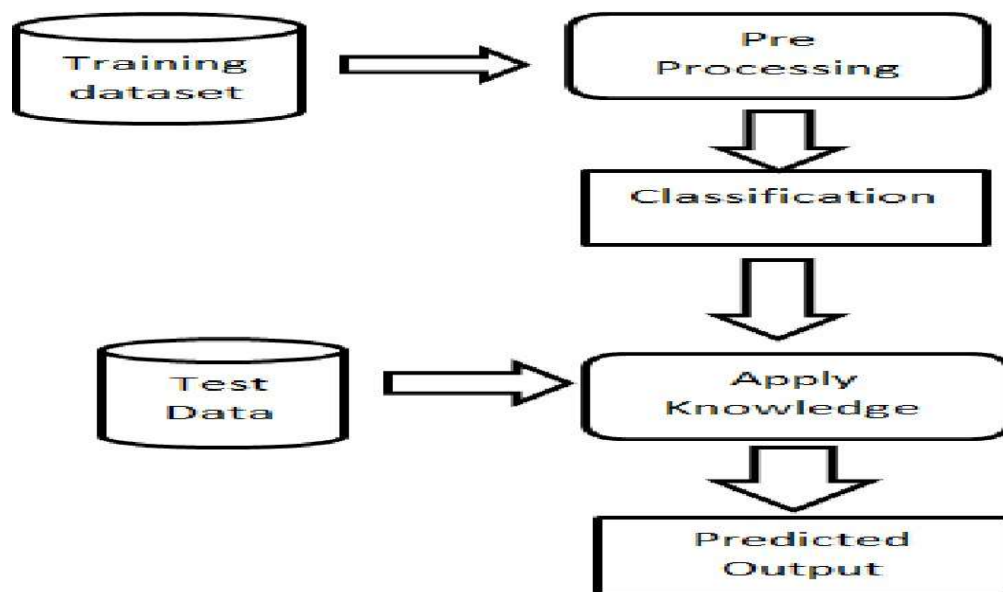 Training
dataset
Pre
Processing
Classification
Test
Data
Apply
Knowledge
Predicted
Output